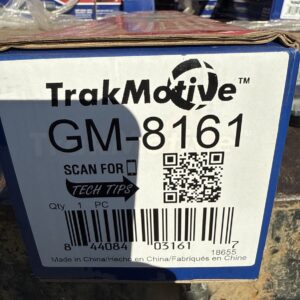 TrakMotive™
GM-8161
SCAN FOR
TECH TIPS
Qty 1 PC
8 44084 03161 7
18655
Made in China/Hecho en China/Fabriqués en Chine